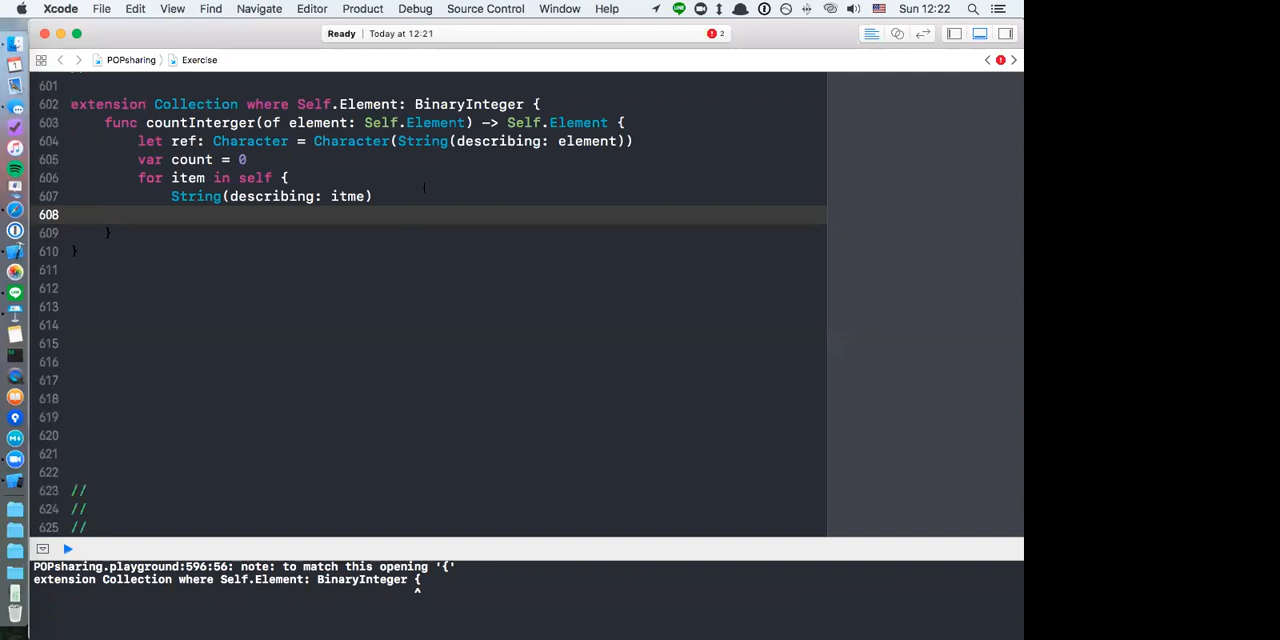 Xcode File Edit View Find Navigate Editor Product Debug Source Control Window Help Sun 12:22
Ready | Today at 12:21 2
POPsharing Exercise
601
602 extension Collection where Self.Element: BinaryInteger {
603 func countInterger(of element: Self.Element) -> Self.Element {
604 let ref: Character = Character(String(describing: element))
605 var count = 0
606 for item in self {
607 String(describing: itme)
608
609 }
610 }
611
612
613
614
615
616
617
618
619
620
621
622
623 //
624 //
625 //
POPsharing.playground:596:56: note: to match this opening '{'
extension Collection where Self.Element: BinaryInteger {
^